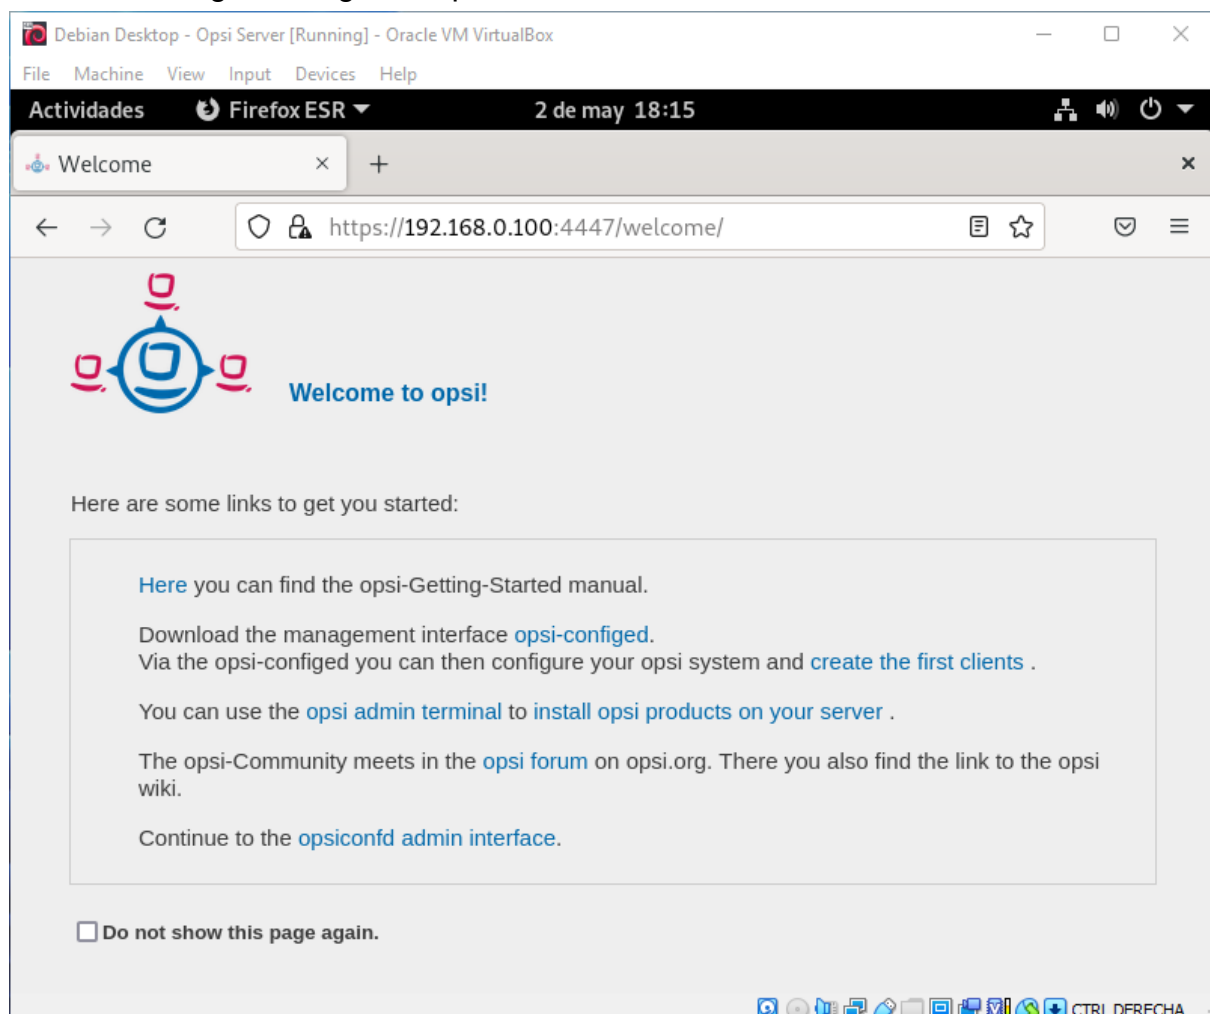 Debian Desktop - Opsi Server [Running] - Oracle VM VirtualBox
File Machine View Input Devices Help
Actividades Firefox ESR 2 de may 18:15
Welcome
https://192.168.0.100:4447/welcome/
Welcome to opsi!
Here are some links to get you started:
Here you can find the opsi-Getting-Started manual.
Download the management interface opsi-configed.
Via the opsi-configed you can then configure your opsi system and create the first clients .
You can use the opsi admin terminal to install opsi products on your server .
The opsi-Community meets in the opsi forum on opsi.org. There you also find the link to the opsi
wiki.
Continue to the opsiconfd admin interface.
Do not show this page again.
CTRL DERECHA